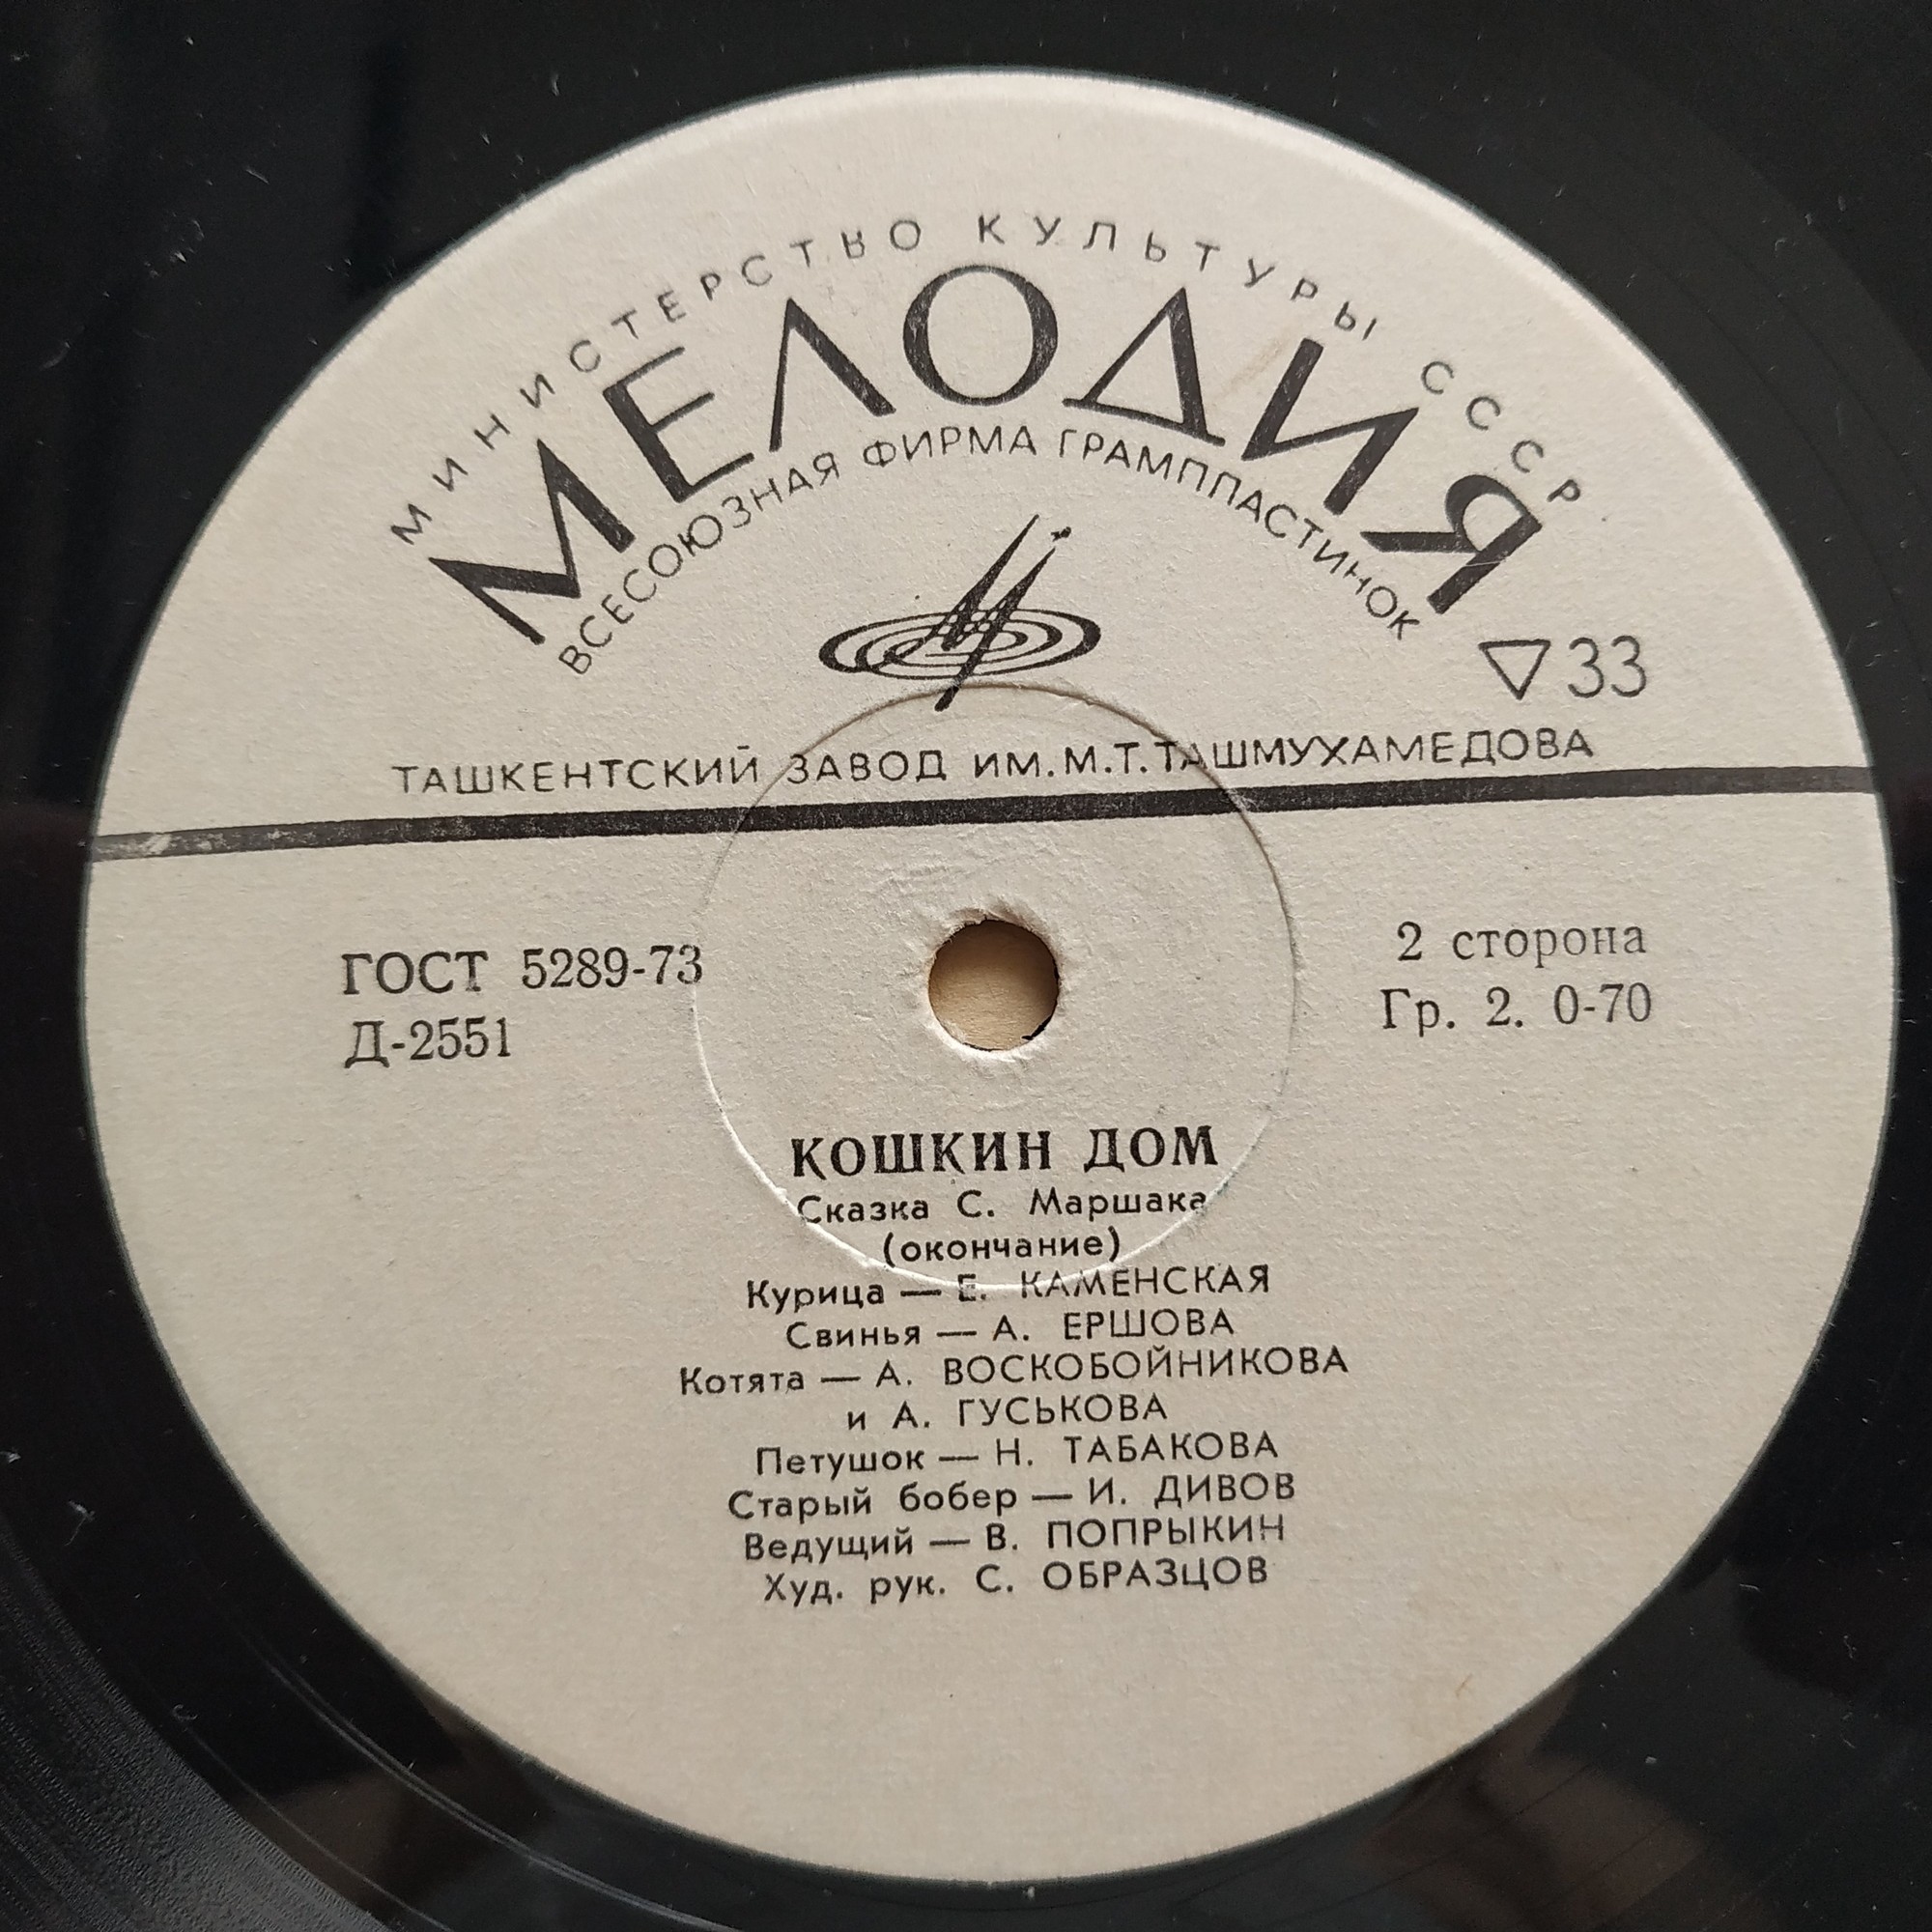 МИНИСТЕРСТВО КУЛЬТУРЫ СССР
МЕЛОДИЯ
ВСЕСОЮЗНАЯ ФИРМА ГРАМПЛАСТИНОК
33
ТАШКЕНТСКИЙ ЗАВОД ИМ. М.Т. ТАШМУХАМЕДОВА
ГОСТ 5289-73
Д-2551
2 сторона
Гр. 2. 0-70
КОШКИН ДОМ
Сказка С. Маршака
(окончание)
Курица — Е. КАМЕНСКАЯ
Свинья — А. ЕРШОВА
Котята — А. ВОСКОБОЙНИКОВА
и А. ГУСЬКОВА
Петушок — Н. ТАБАКОВА
Старый бобер — И. ДИВОВ
Ведущий — В. ПОПРЫКИН
Худ. рук. С. ОБРАЗЦОВ